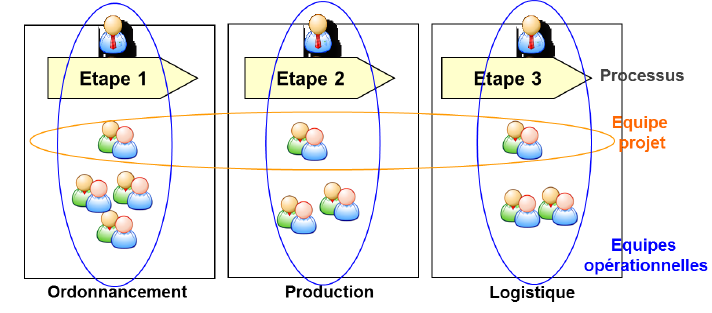 Etape 1
Etape 2
Etape 3
Processus
Equipe
projet
Equipes
opérationnelles
Ordonnancement
Production
Logistique